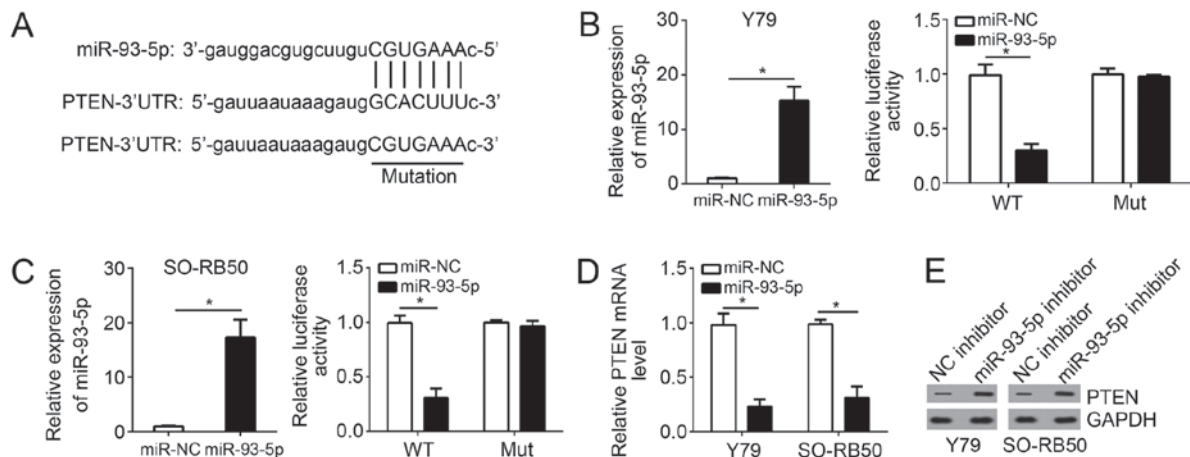 A
miR-93-5p: 3'-gauggacgugcuuguCGUGAAAc-5'
PTEN-3'UTR: 5'-gauuaauaaagaugGCACUUUc-3'
PTEN-3'UTR: 5'-gauuaauaaagaugCGUGAAAc-3'
Mutation
B
Y79
Relative expression
of miR-93-5p
30
20
10
0
*
miR-NC miR-93-5p
miR-NC
miR-93-5p
Relative luciferase
activity
1.5
1.0
0.5
0.0
*
WT Mut
C
SO-RB50
Relative expression
of miR-93-5p
30
20
10
0
*
miR-NC miR-93-5p
miR-NC
miR-93-5p
Relative luciferase
activity
1.5
1.0
0.5
0.0
*
WT Mut
D
miR-NC
miR-93-5p
Relative PTEN mRNA
level
1.5
1.0
0.5
0.0
* *
Y79 SO-RB50
E
NC inhibitor
miR-93-5p inhibitor
NC inhibitor
miR-93-5p inhibitor
PTEN
GAPDH
Y79 SO-RB50